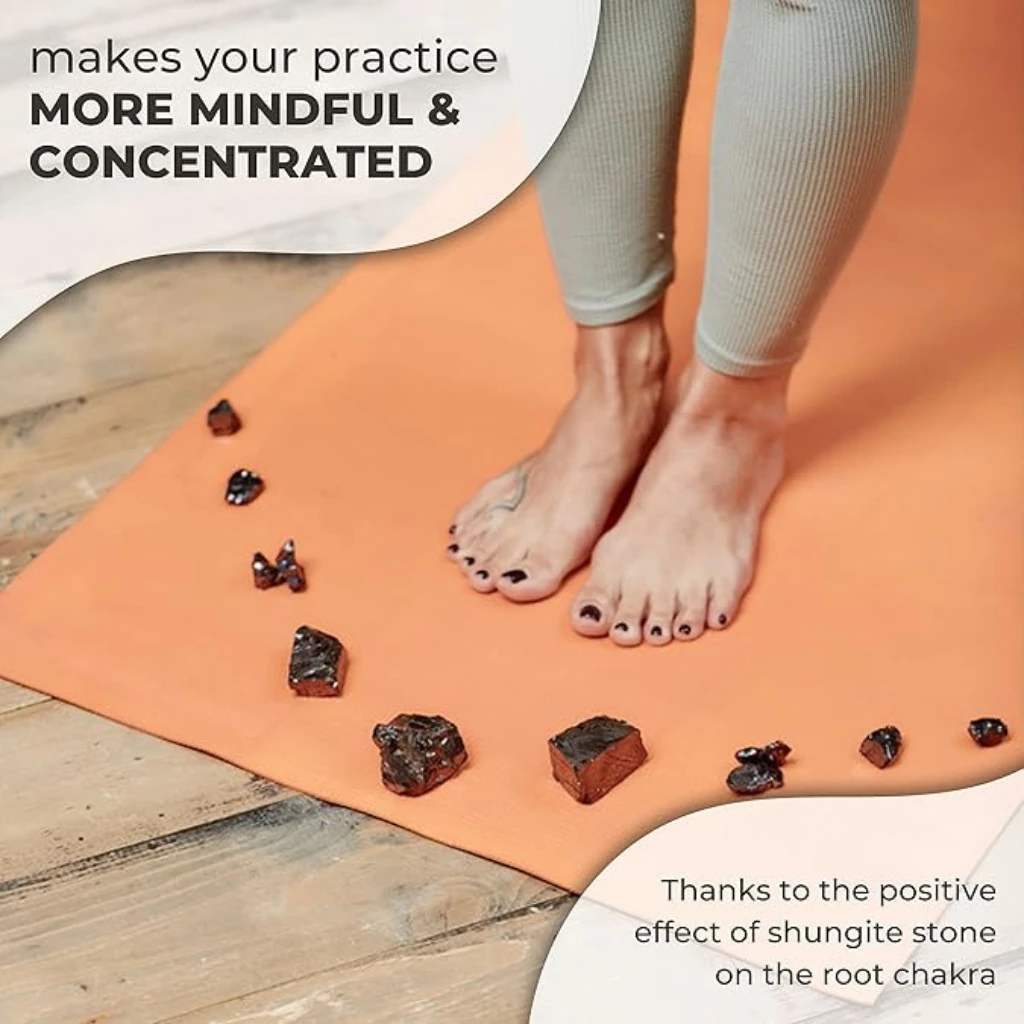 makes your practice
MORE MINDFUL &
CONCENTRATED
Thanks to the positive
effect of shungite stone
on the root chakra